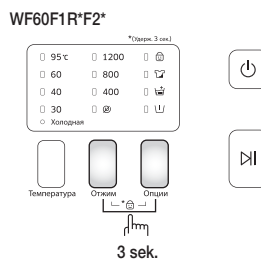 WF60F1R*F2*
*(Удерж. 3 сек.)
95°c 1200
60 800
40 400
30
Холодная
Температура Отжим Опции
*
3 sek.